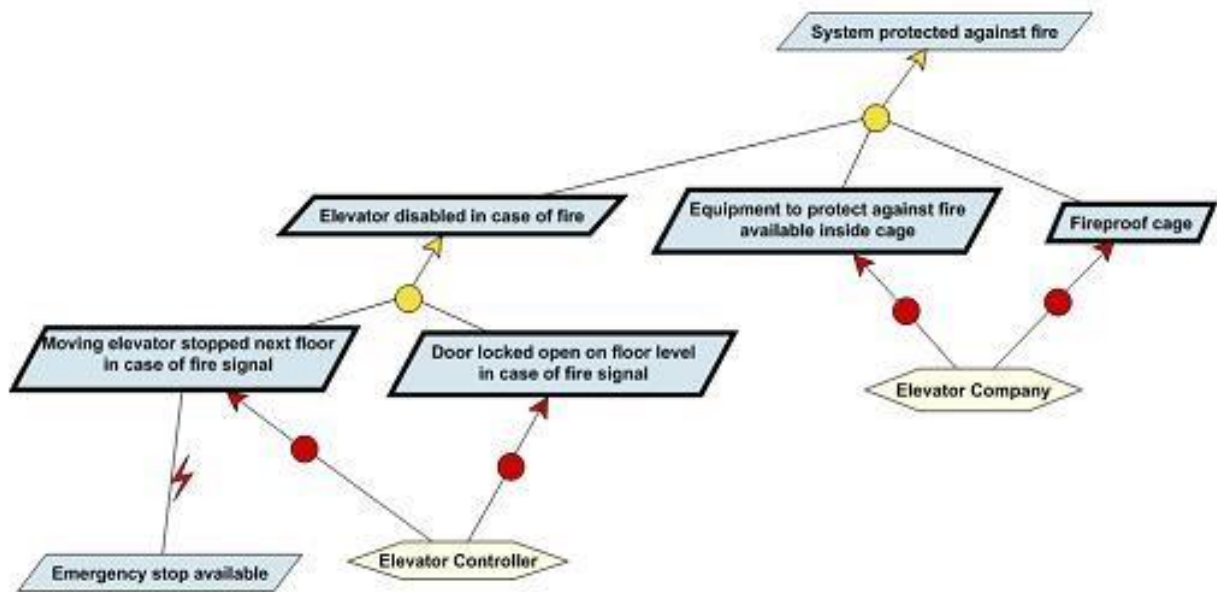 System protected against fire
Elevator disabled in case of fire
Equipment to protect against fire
available inside cage
Fireproof cage
Moving elevator stopped next floor
in case of fire signal
Door locked open on floor level
in case of fire signal
Elevator Company
Emergency stop available
Elevator Controller